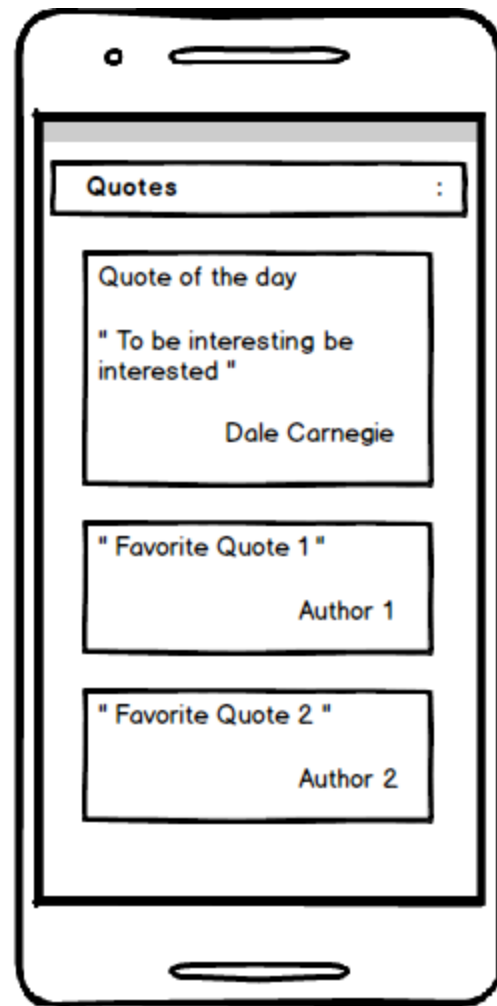 Quotes :
Quote of the day
" To be interesting be
interested "
Dale Carnegie
" Favorite Quote 1 "
Author 1
" Favorite Quote 2 "
Author 2